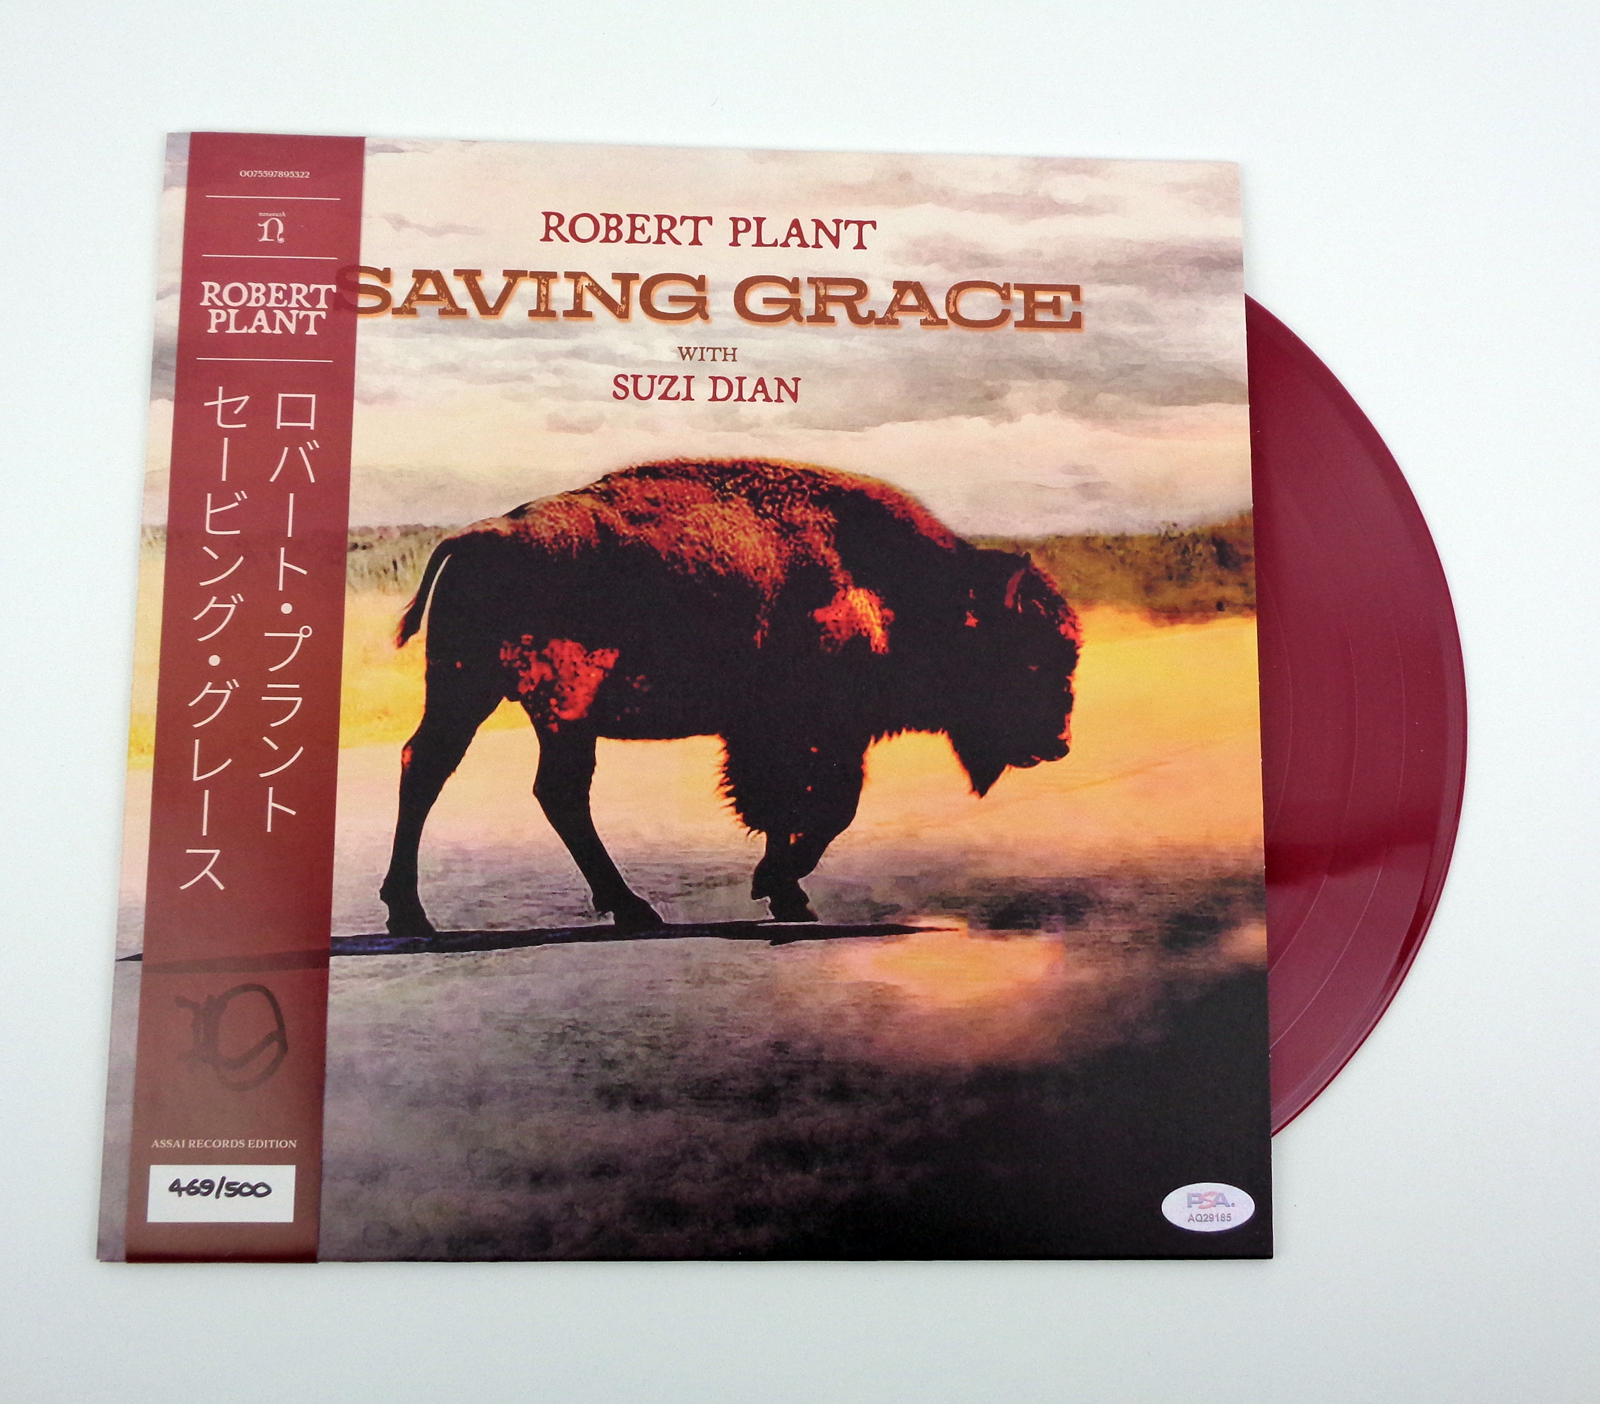 0075597895322
nonesuch
n
ROBERT
PLANT
ロバート・プラント
セービング・グレース
ASSAI RECORDS EDITION
469/500
ROBERT PLANT
SAVING GRACE
WITH
SUZI DIAN
PSA.
AQ29185